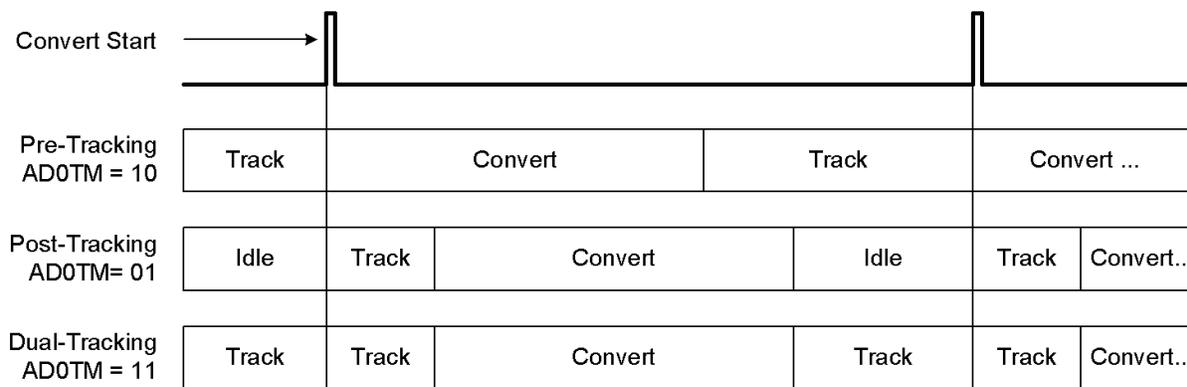 Convert Start
Pre-Tracking
AD0TM = 10
Track Convert Track Convert ...
Post-Tracking
AD0TM= 01
Idle Track Convert Idle Track Convert..
Dual-Tracking
AD0TM = 11
Track Track Convert Track Track Convert..